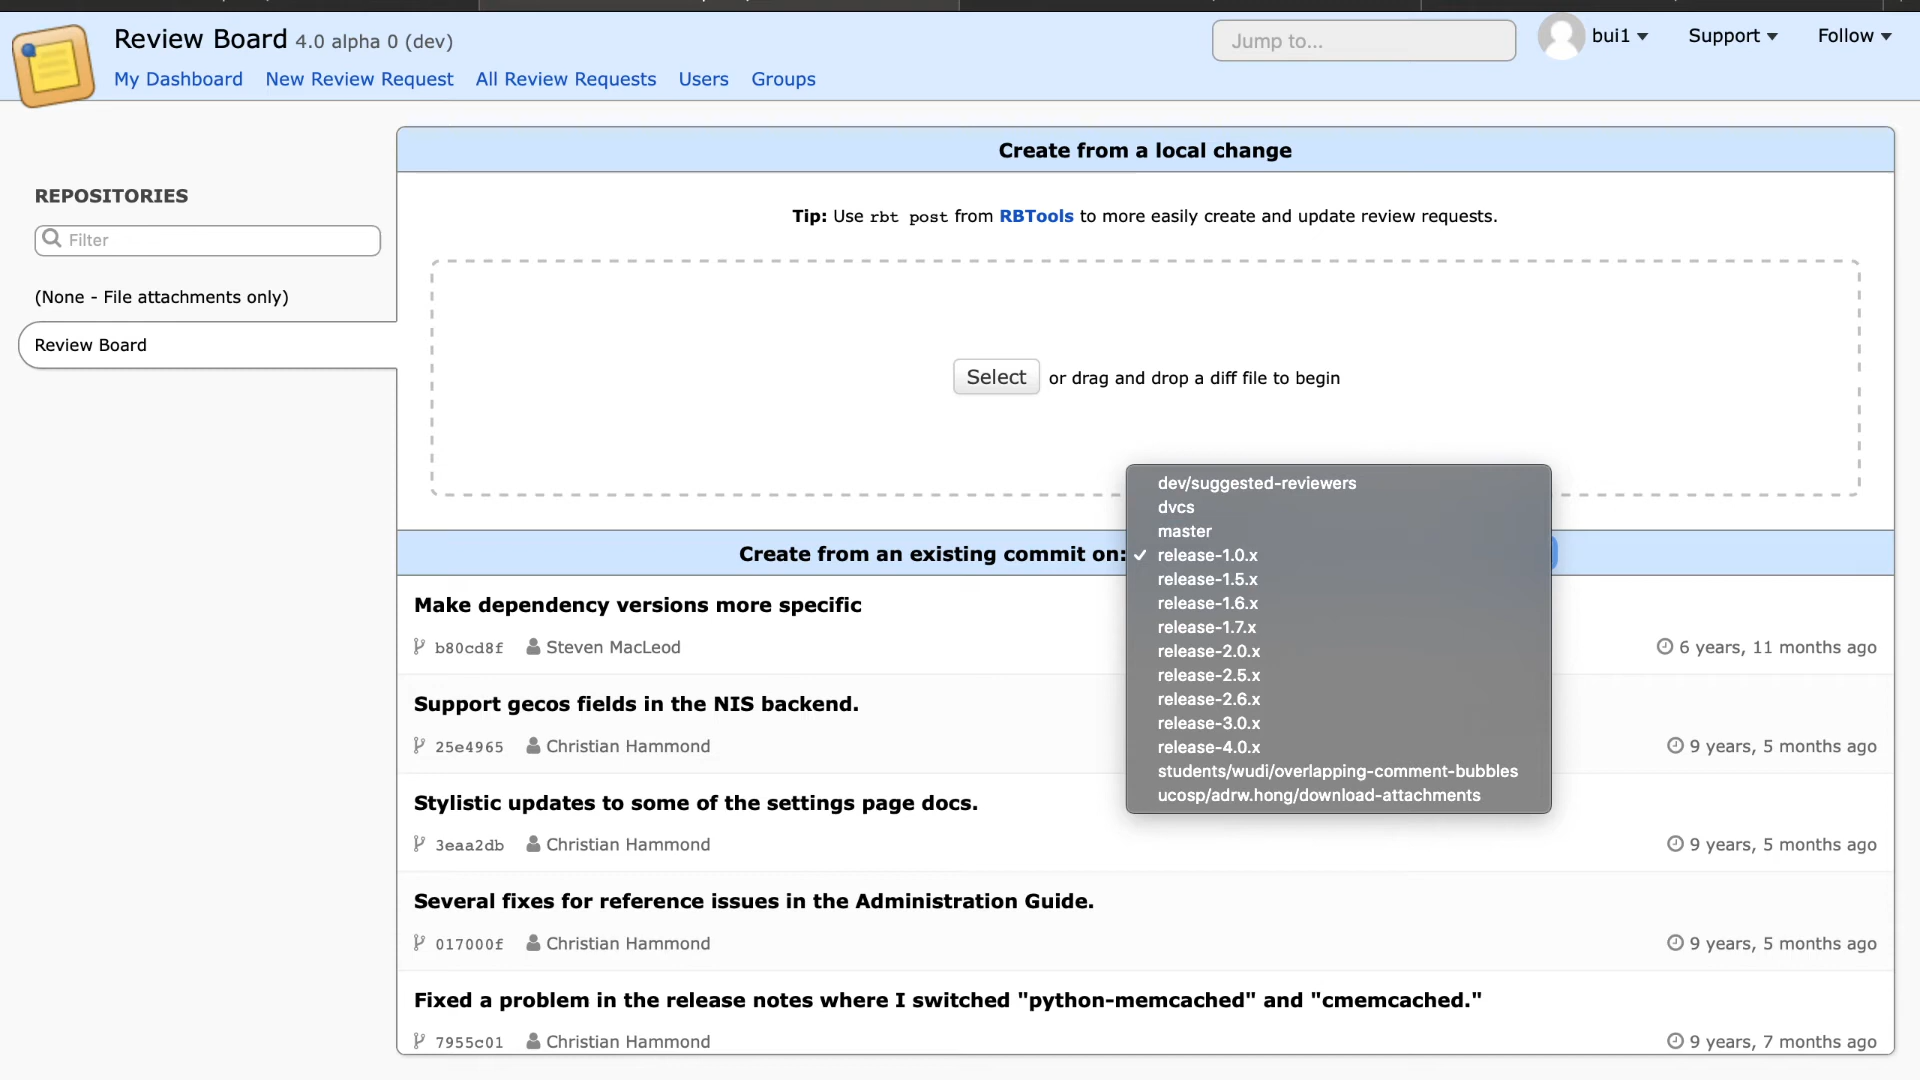 Review Board 4.0 alpha 0 (dev)
Jump to...
bui1
Support
Follow
My Dashboard New Review Request All Review Requests Users Groups
REPOSITORIES
Filter
(None - File attachments only)
Review Board
Create from a local change
Tip: Use rbt post from RBTools to more easily create and update review requests.
Select or drag and drop a diff file to begin
Create from an existing commit on:
dev/suggested-reviewers
dvcs
master
✓ release-1.0.x
release-1.5.x
release-1.6.x
release-1.7.x
release-2.0.x
release-2.5.x
release-2.6.x
release-3.0.x
release-4.0.x
students/wudi/overlapping-comment-bubbles
ucosp/adrw.hong/download-attachments
Make dependency versions more specific
b80cd8f Steven MacLeod 6 years, 11 months ago
Support gecos fields in the NIS backend.
25e4965 Christian Hammond 9 years, 5 months ago
Stylistic updates to some of the settings page docs.
3eaa2db Christian Hammond 9 years, 5 months ago
Several fixes for reference issues in the Administration Guide.
017000f Christian Hammond 9 years, 5 months ago
Fixed a problem in the release notes where I switched "python-memcached" and "cmemcached."
7955c01 Christian Hammond 9 years, 7 months ago